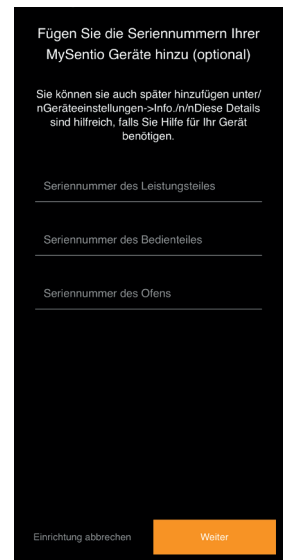 Fügen Sie die Seriennummern Ihrer
MySentio Geräte hinzu (optional)
Sie können sie auch später hinzufügen unter/
nGeräteeinstellungen->Info./n/nDiese Details
sind hilfreich, falls Sie Hilfe für Ihr Gerät
benötigen.
Seriennummer des Leistungsteiles
Seriennummer des Bedienteiles
Seriennummer des Ofens
Einrichtung abbrechen
Weiter